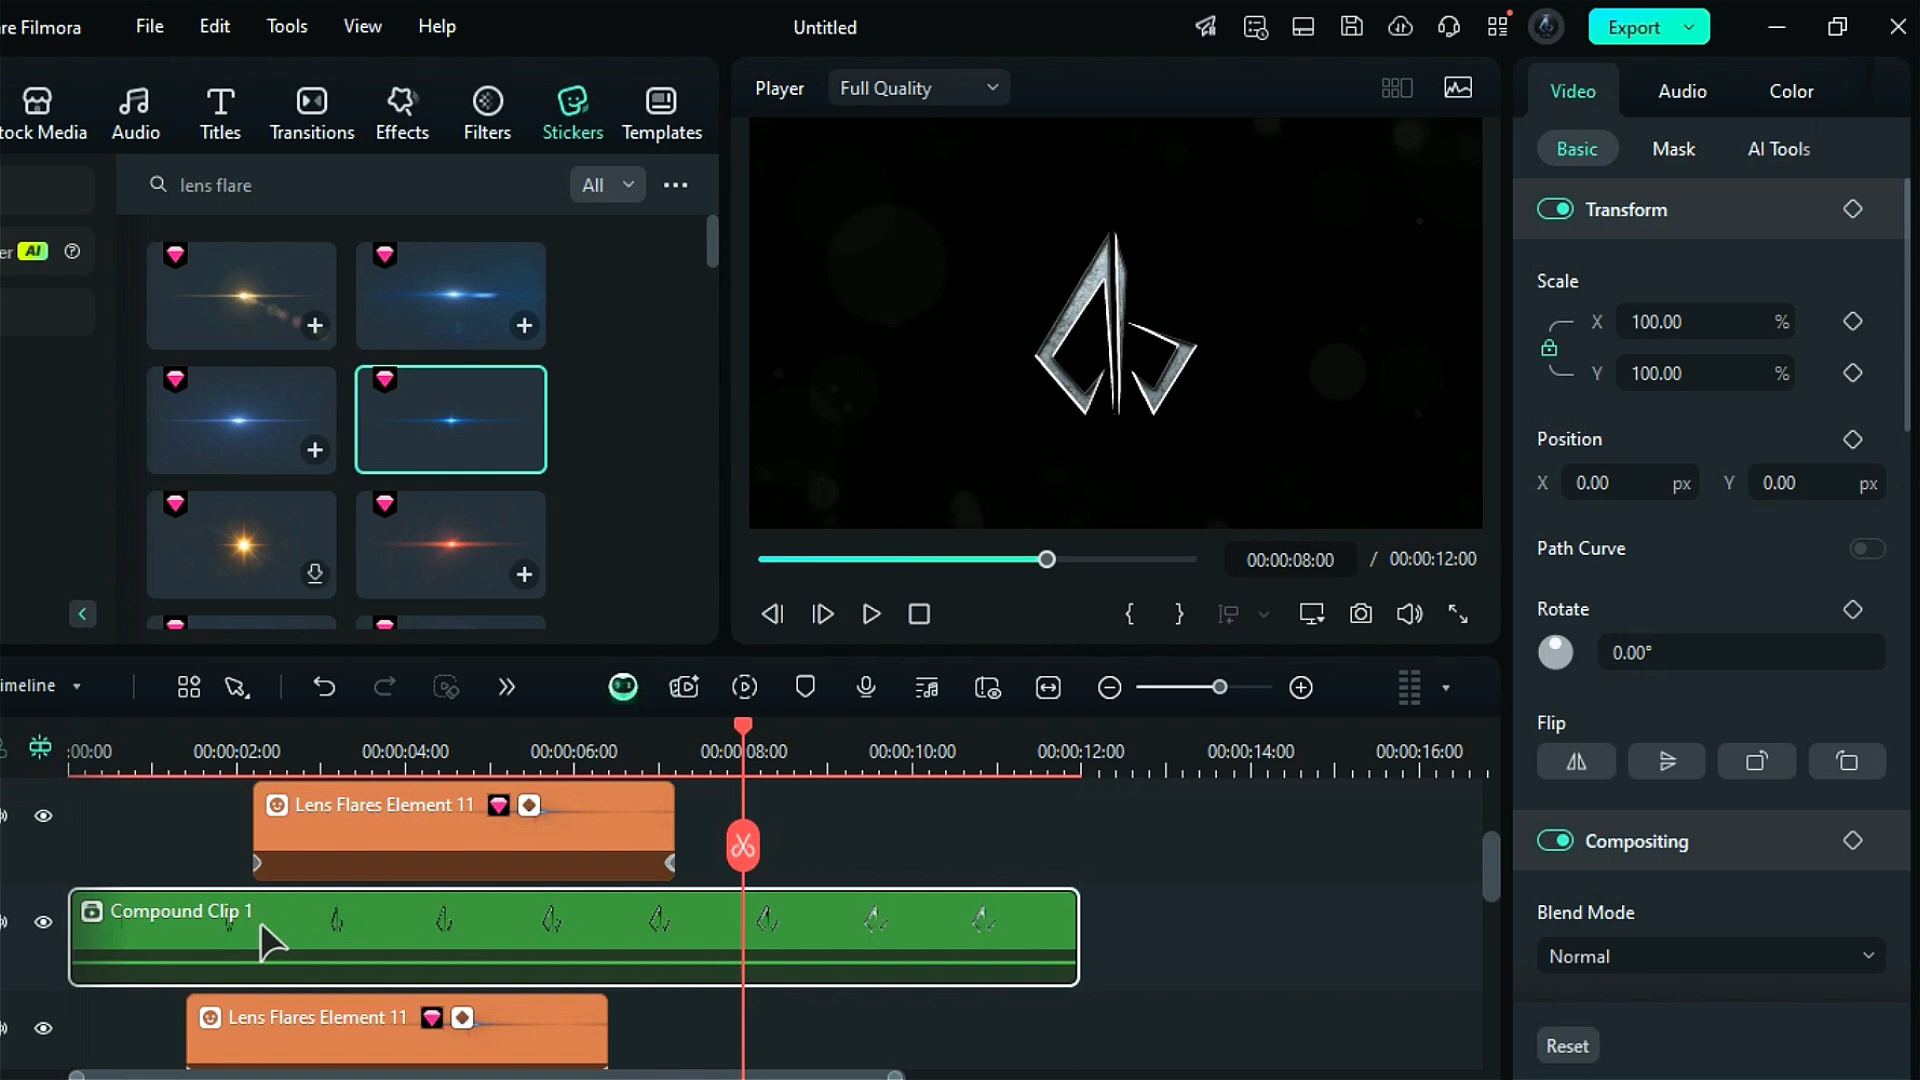 re Filmora File Edit Tools View Help Untitled Export
tock Media Audio Titles Transitions Effects Filters Stickers Templates
lens flare All
er AI
Player Full Quality
00:00:08:00 / 00:00:12:00
Video Audio Color
Basic Mask AI Tools
Transform
Scale
X 100.00 %
Y 100.00 %
Position
X 0.00 px Y 0.00 px
Path Curve
Rotate
0.00°
Flip
Compositing
Blend Mode
Normal
Reset
imeline
:00:00 00:00:02:00 00:00:04:00 00:00:06:00 00:00:08:00 00:00:10:00 00:00:12:00 00:00:14:00 00:00:16:00
Lens Flares Element 11
Compound Clip 1
Lens Flares Element 11